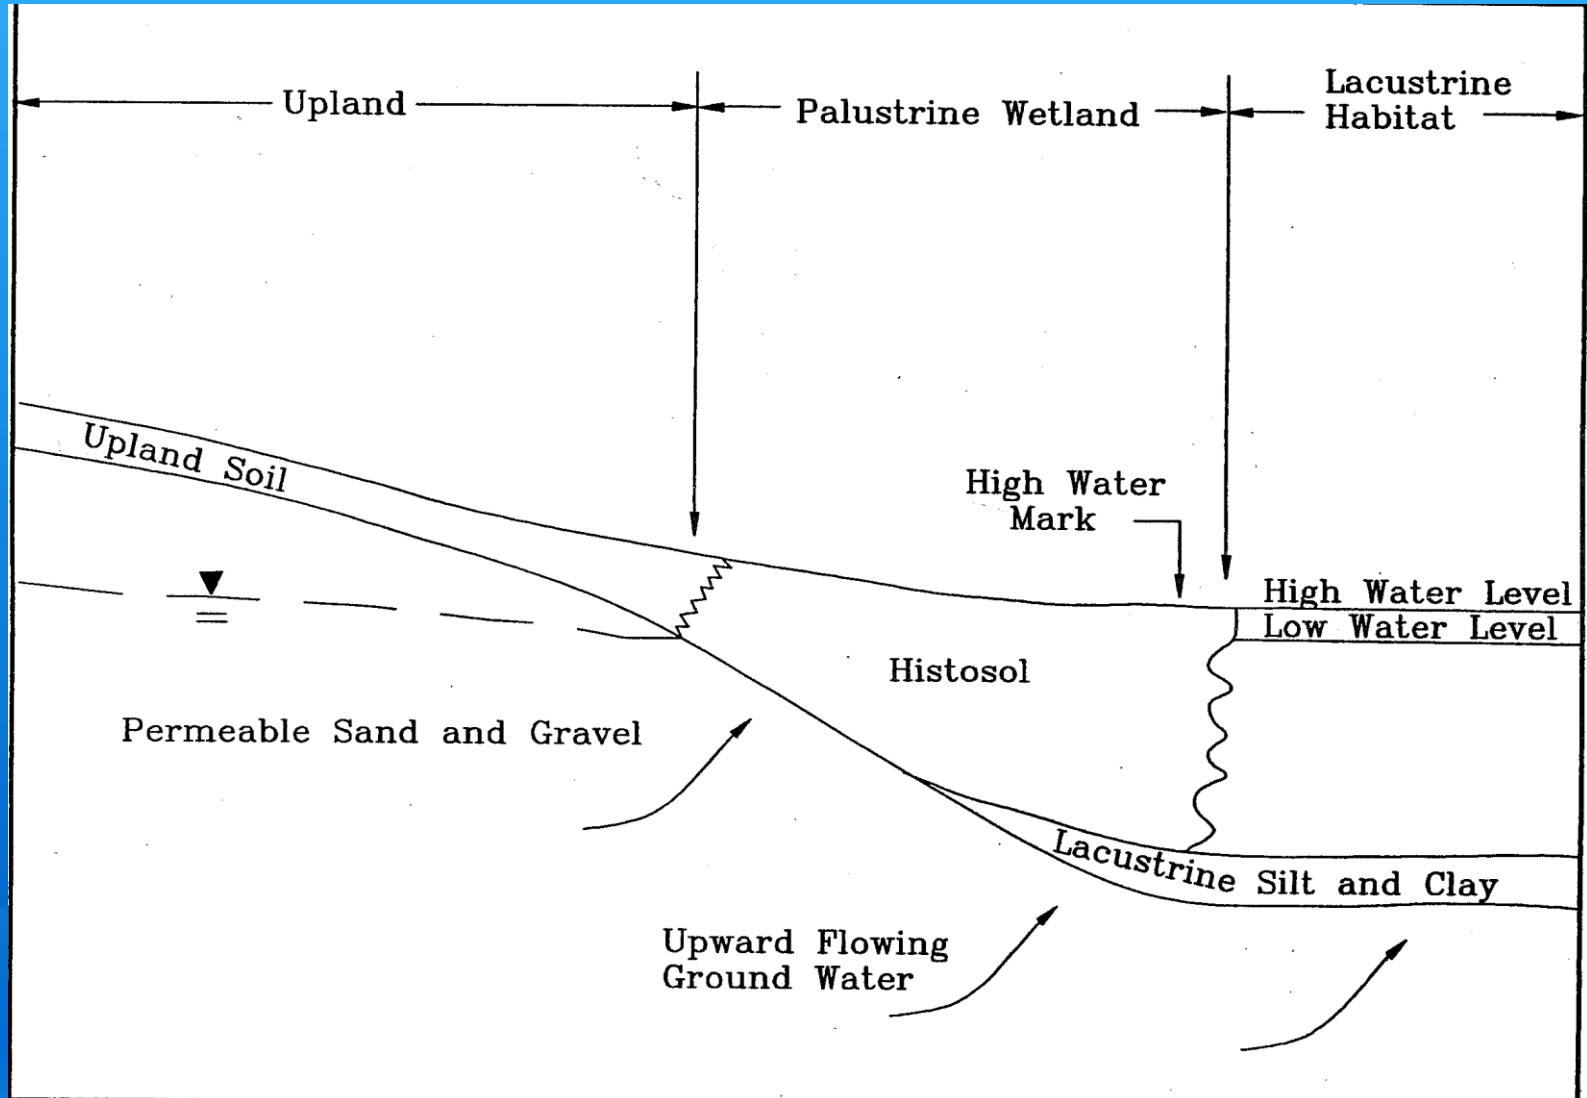 Upland
Palustrine Wetland
Lacustrine
Habitat
Upland Soil
High Water
Mark
High Water Level
Low Water Level
Histosol
Permeable Sand and Gravel
Lacustrine Silt and Clay
Upward Flowing
Ground Water